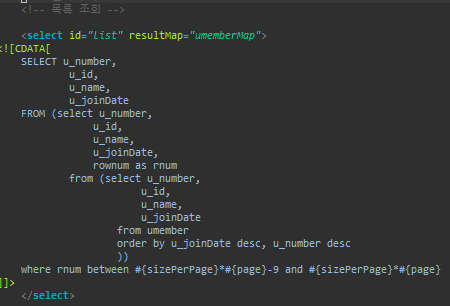 <!-- 목록 조회 -->
<select id="list" resultMap="umemberMap">
<![CDATA[
SELECT u_number,
u_id,
u_name,
u_joinDate
FROM (select u_number,
u_id,
u_name,
u_joinDate,
rownum as rnum
from (select u_number,
u_id,
u_name,
u_joinDate
from umember
order by u_joinDate desc, u_number desc
))
where rnum between #{sizePerPage}*#{page}-9 and #{sizePerPage}*#{page}
]]>
</select>